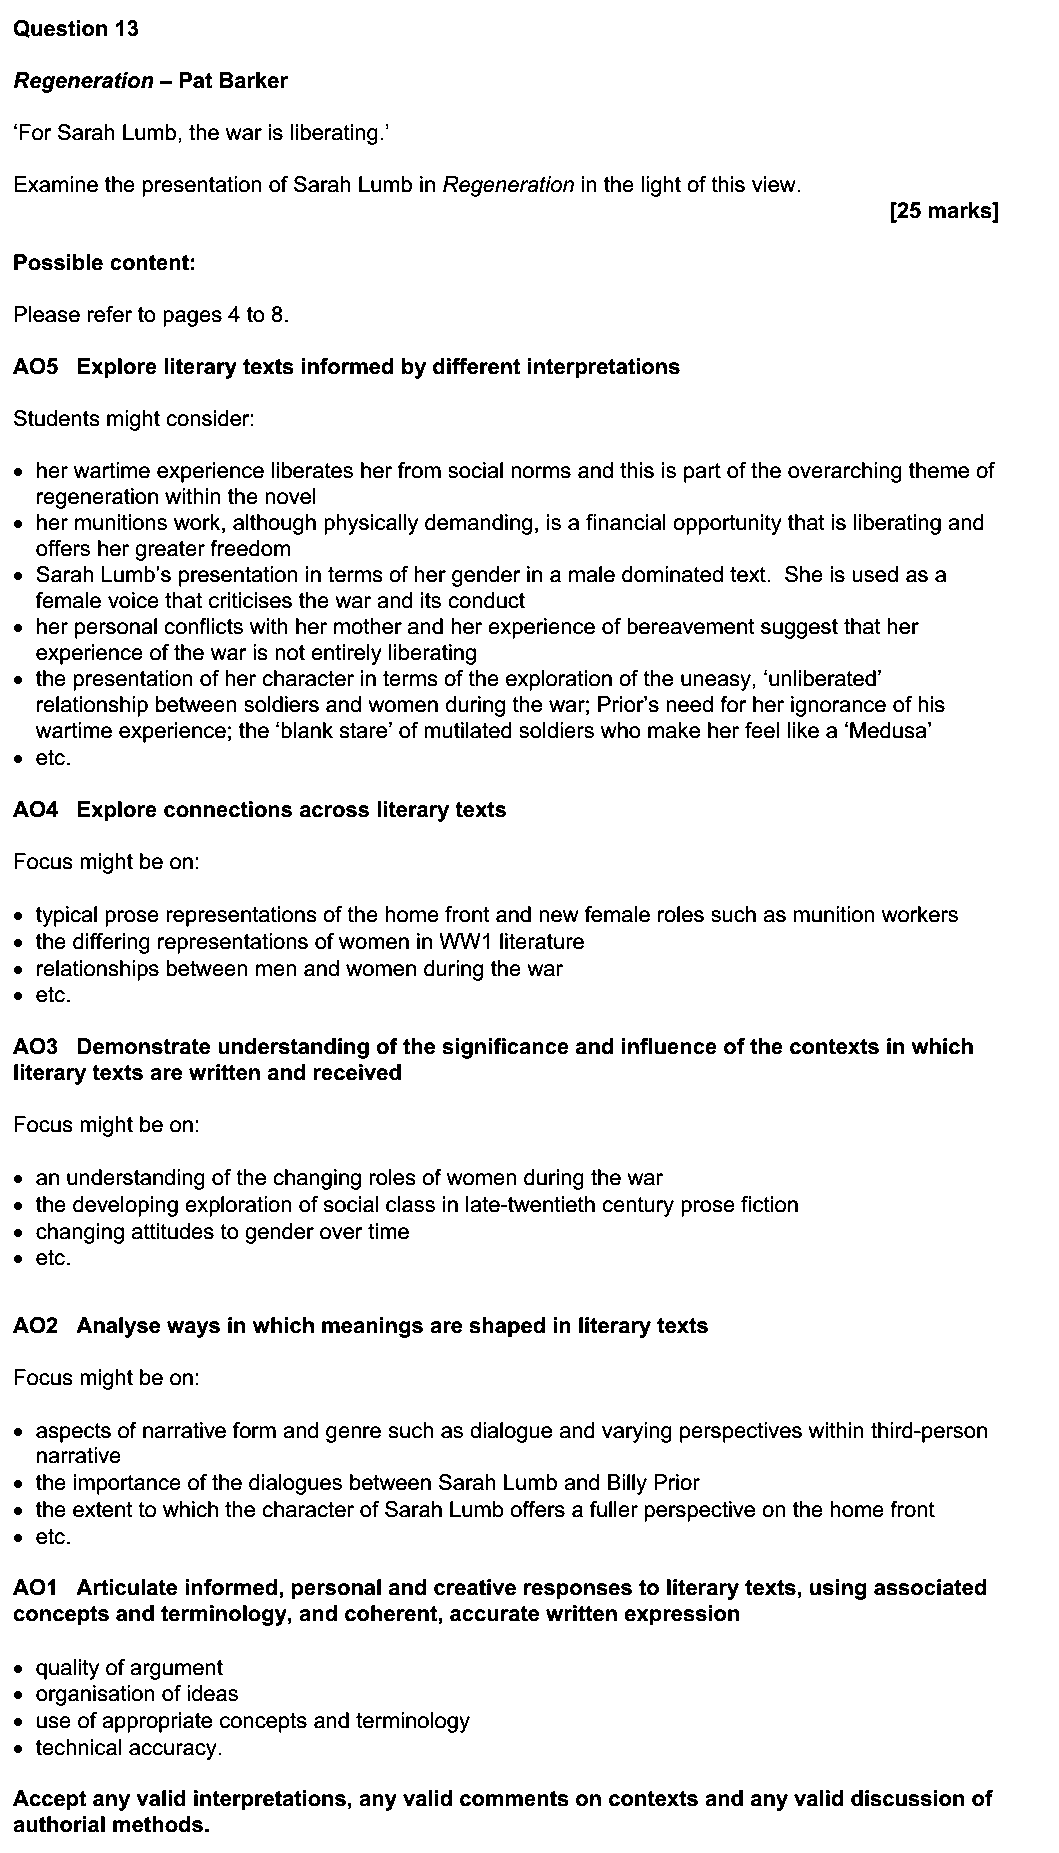 Question 13
Regeneration – Pat Barker
‘For Sarah Lumb, the war is liberating.’
Examine the presentation of Sarah Lumb in Regeneration in the light of this view.
[25 marks]
Possible content:
Please refer to pages 4 to 8.
AO5 Explore literary texts informed by different interpretations
Students might consider:
• her wartime experience liberates her from social norms and this is part of the overarching theme of
regeneration within the novel
• her munitions work, although physically demanding, is a financial opportunity that is liberating and
offers her greater freedom
• Sarah Lumb's presentation in terms of her gender in a male dominated text. She is used as a
female voice that criticises the war and its conduct
• her personal conflicts with her mother and her experience of bereavement suggest that her
experience of the war is not entirely liberating
• the presentation of her character in terms of the exploration of the uneasy, ‘unliberated’
relationship between soldiers and women during the war; Prior’s need for her ignorance of his
wartime experience; the ‘blank stare’ of mutilated soldiers who make her feel like a ‘Medusa’
• etc.
AO4 Explore connections across literary texts
Focus might be on:
• typical prose representations of the home front and new female roles such as munition workers
• the differing representations of women in WW1 literature
• relationships between men and women during the war
• etc.
AO3 Demonstrate understanding of the significance and influence of the contexts in which
literary texts are written and received
Focus might be on:
• an understanding of the changing roles of women during the war
• the developing exploration of social class in late-twentieth century prose fiction
• changing attitudes to gender over time
• etc.
AO2 Analyse ways in which meanings are shaped in literary texts
Focus might be on:
• aspects of narrative form and genre such as dialogue and varying perspectives within third-person
narrative
• the importance of the dialogues between Sarah Lumb and Billy Prior
• the extent to which the character of Sarah Lumb offers a fuller perspective on the home front
• etc.
AO1 Articulate informed, personal and creative responses to literary texts, using associated
concepts and terminology, and coherent, accurate written expression
• quality of argument
• organisation of ideas
• use of appropriate concepts and terminology
• technical accuracy.
Accept any valid interpretations, any valid comments on contexts and any valid discussion of
authorial methods.